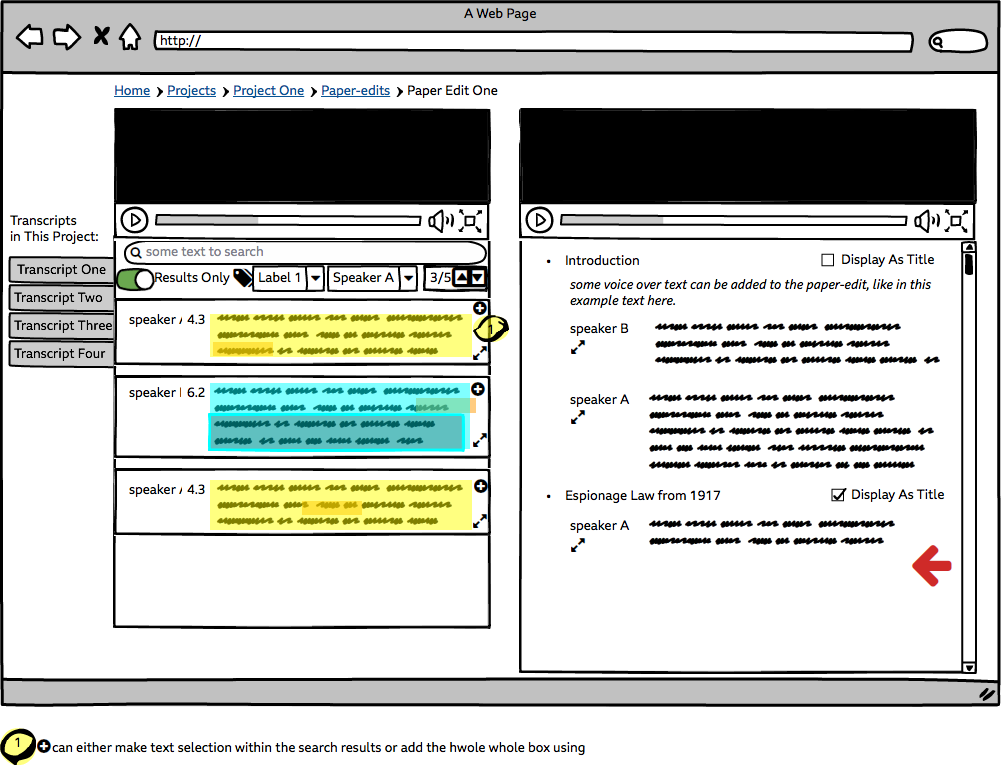 A Web Page
http://
Home Projects Project One Paper-edits Paper Edit One
Transcripts
in This Project:
Transcript One
Transcript Two
Transcript Three
Transcript Four
some text to search
Results Only Label 1 Speaker A 3/5
speaker 4.3
1
speaker 6.2
speaker 4.3
Introduction Display As Title
some voice over text can be added to the paper-edit, like in this
example text here.
speaker B
speaker A
Espionage Law from 1917 Display As Title
speaker A
1 can either make text selection within the search results or add the hwole whole box using